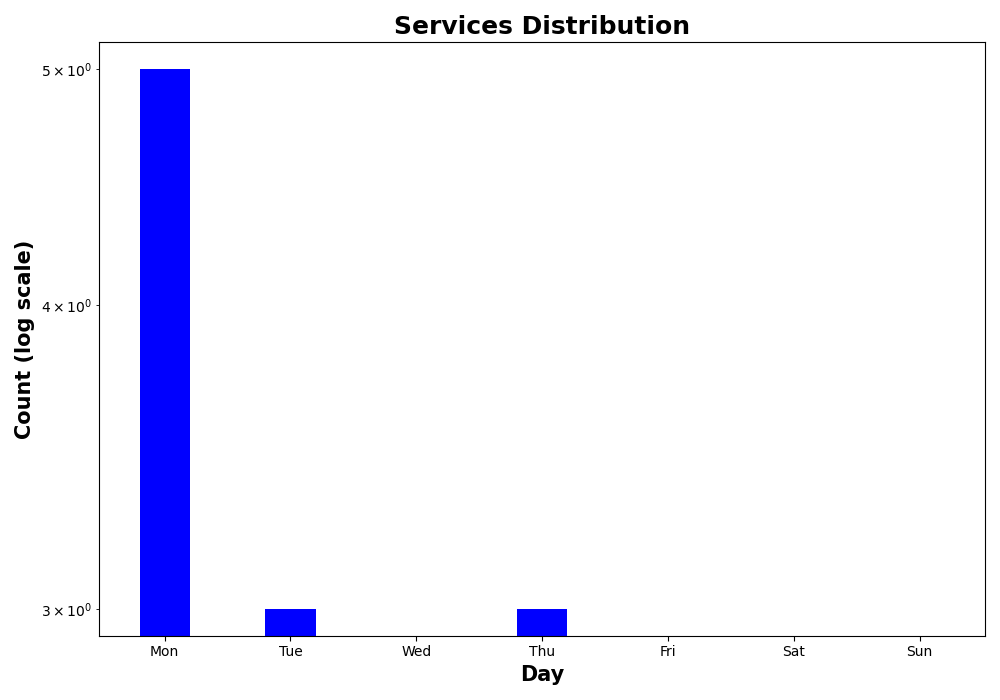 Services Distribution
Count (log scale)
5 × 10⁰
4 × 10⁰
3 × 10⁰
Mon Tue Wed Thu Fri Sat Sun
Day